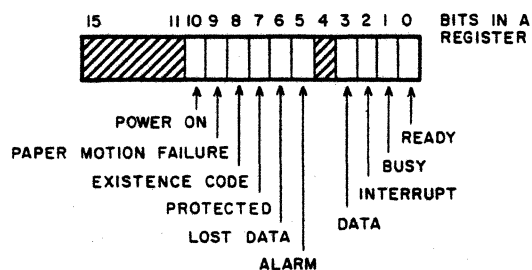 15 11 10 9 8 7 6 5 4 3 2 1 0 BITS IN A
REGISTER
POWER ON
READY
PAPER MOTION FAILURE
BUSY
EXISTENCE CODE
INTERRUPT
PROTECTED
DATA
LOST DATA
ALARM